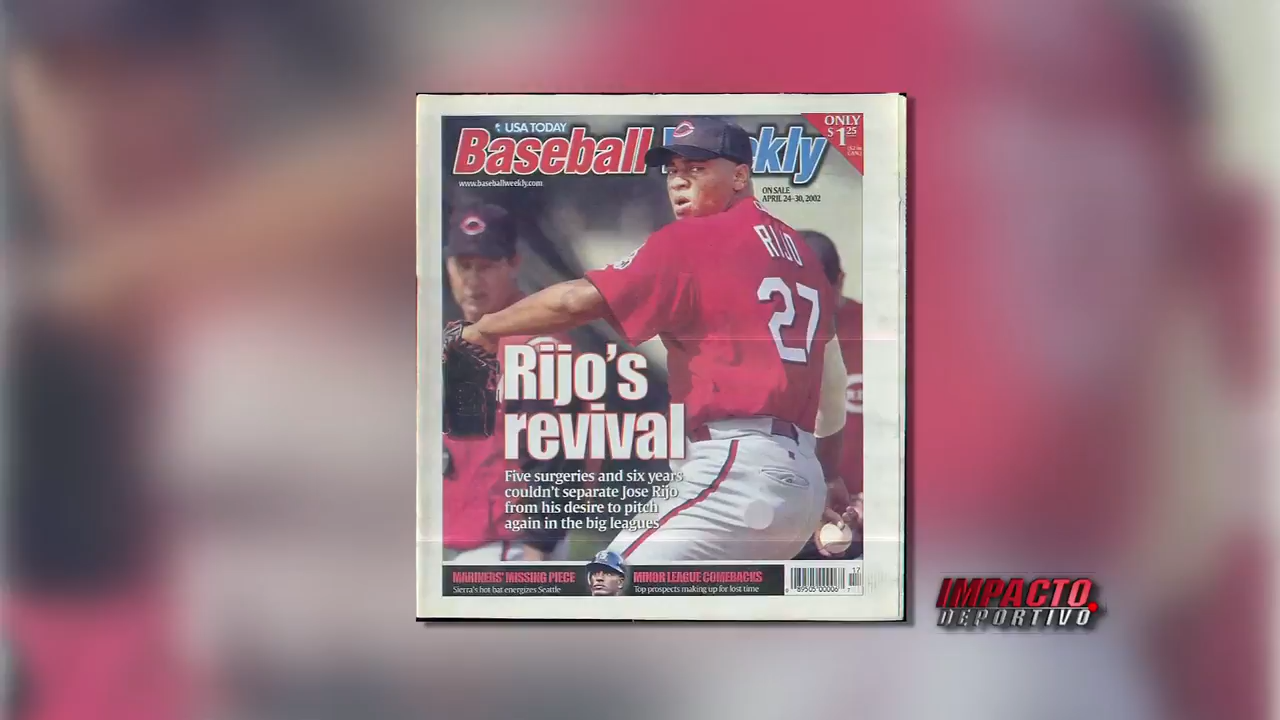 USA TODAY
Baseball Weekly
ONLY
$1.25
www.baseballweekly.com
ON SALE
APRIL 24-30, 2002
RIJO
27
Rijo's
revival
Five surgeries and six years
couldn't separate Jose Rijo
from his desire to pitch
again in the big leagues
MARINERS' MISSING PIECE
Sierra's hot bat energizes Seattle
MINOR LEAGUE COMEBACKS
Top prospects making up for lost time
17
IMPACTO
DEPORTIVO